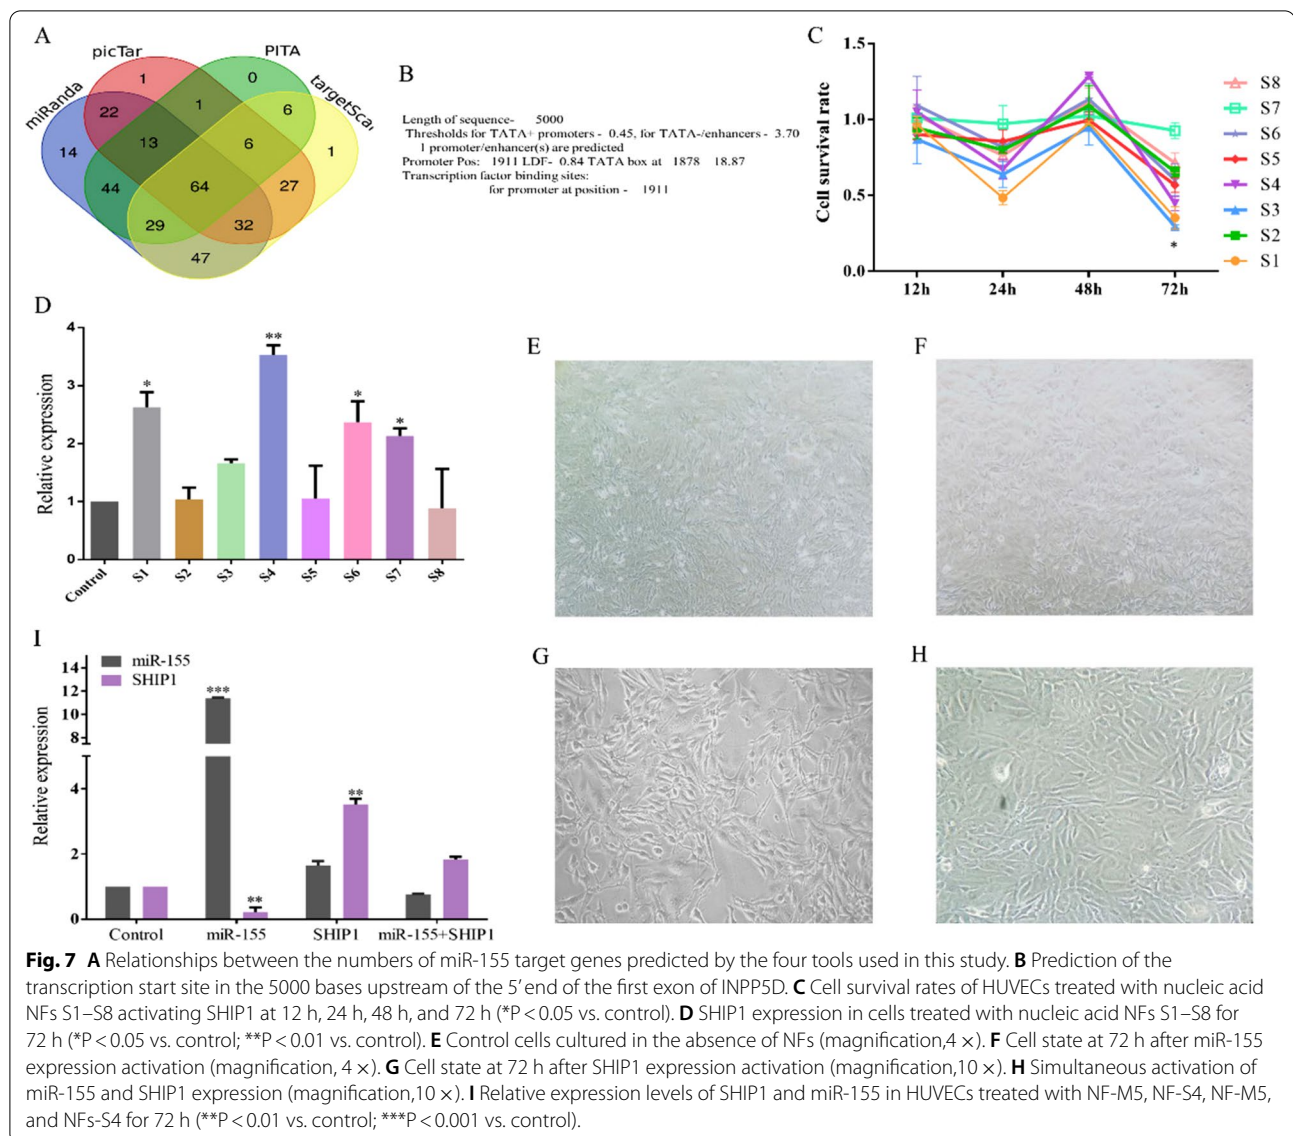 A
picTar
PITA
miRanda
targetScan
1
0
22
1
6
14
13
6
1
44
64
27
29
32
47
B
Length of sequence- 5000
Thresholds for TATA+ promoters - 0.45, for TATA-/enhancers - 3.70
1 promoter/enhancer(s) are predicted
Promoter Pos: 1911 LDF- 0.84 TATA box at 1878 18.87
Transcription factor binding sites:
for promoter at position - 1911
C
Cell survival rate
1.5
1.0
0.5
0.0
12h
24h
48h
72h
*
S8
S7
S6
S5
S4
S3
S2
S1
D
Relative expression
4
3
2
1
0
*
**
*
*
Control
S1
S2
S3
S4
S5
S6
S7
S8
E
F
G
H
I
miR-155
SHIP1
Relative expression
14
12
10
8
4
2
0
***
**
**
Control
miR-155
SHIP1
miR-155+SHIP1
Fig. 7 A Relationships between the numbers of miR-155 target genes predicted by the four tools used in this study. B Prediction of the
transcription start site in the 5000 bases upstream of the 5′ end of the first exon of INPP5D. C Cell survival rates of HUVECs treated with nucleic acid
NFs S1–S8 activating SHIP1 at 12 h, 24 h, 48 h, and 72 h (*P < 0.05 vs. control). D SHIP1 expression in cells treated with nucleic acid NFs S1–S8 for
72 h (*P < 0.05 vs. control; **P < 0.01 vs. control). E Control cells cultured in the absence of NFs (magnification,4 ×). F Cell state at 72 h after miR-155
expression activation (magnification, 4 ×). G Cell state at 72 h after SHIP1 expression activation (magnification,10 ×). H Simultaneous activation of
miR-155 and SHIP1 expression (magnification,10 ×). I Relative expression levels of SHIP1 and miR-155 in HUVECs treated with NF-M5, NF-S4, NF-M5,
and NFs-S4 for 72 h (**P < 0.01 vs. control; ***P < 0.001 vs. control).